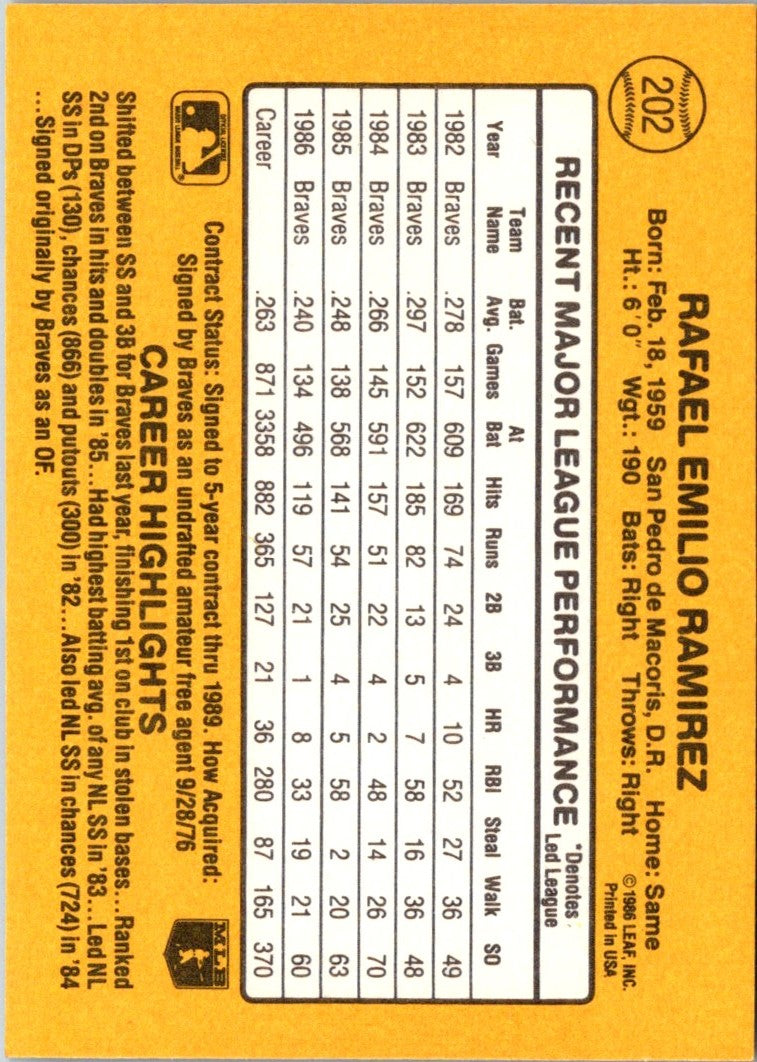 202
RAFAEL EMILIO RAMIREZ
Born: Feb. 18, 1959 San Pedro de Macoris, D.R. Home: Same
Ht.: 6'0" Wgt.: 190 Bats: Right Throws: Right
©1986 LEAF, INC.
Printed in USA
RECENT MAJOR LEAGUE PERFORMANCE
*Denotes
Led League
Year Team Name Bat. Avg. Games At Bat Hits Runs 2B 3B HR RBI Steal Walk SO
1982 Braves .278 157 609 169 74 24 4 10 52 27 36 49
1983 Braves .297 152 622 185 82 13 5 7 58 16 36 48
1984 Braves .266 145 591 157 51 22 4 2 48 14 26 70
1985 Braves .248 138 568 141 54 25 4 5 58 2 20 63
1986 Braves .240 134 496 119 57 21 1 8 33 19 21 60
Career .263 871 3358 882 365 127 21 36 280 87 165 370
Contract Status: Signed to 5-year contract thru 1989. How Acquired:
Signed by Braves as an undrafted amateur free agent 9/28/76
MLB
CAREER HIGHLIGHTS
Shifted between SS and 3B for Braves last year, finishing 1st on club in stolen bases...Ranked
2nd on Braves in hits and doubles in '85...Had highest batting avg. of any NL SS in '83...Led NL
SS in DPs (130), chances (866) and putouts (300) in '82...Also led NL SS in chances (724) in '84
...Signed originally by Braves as an OF.